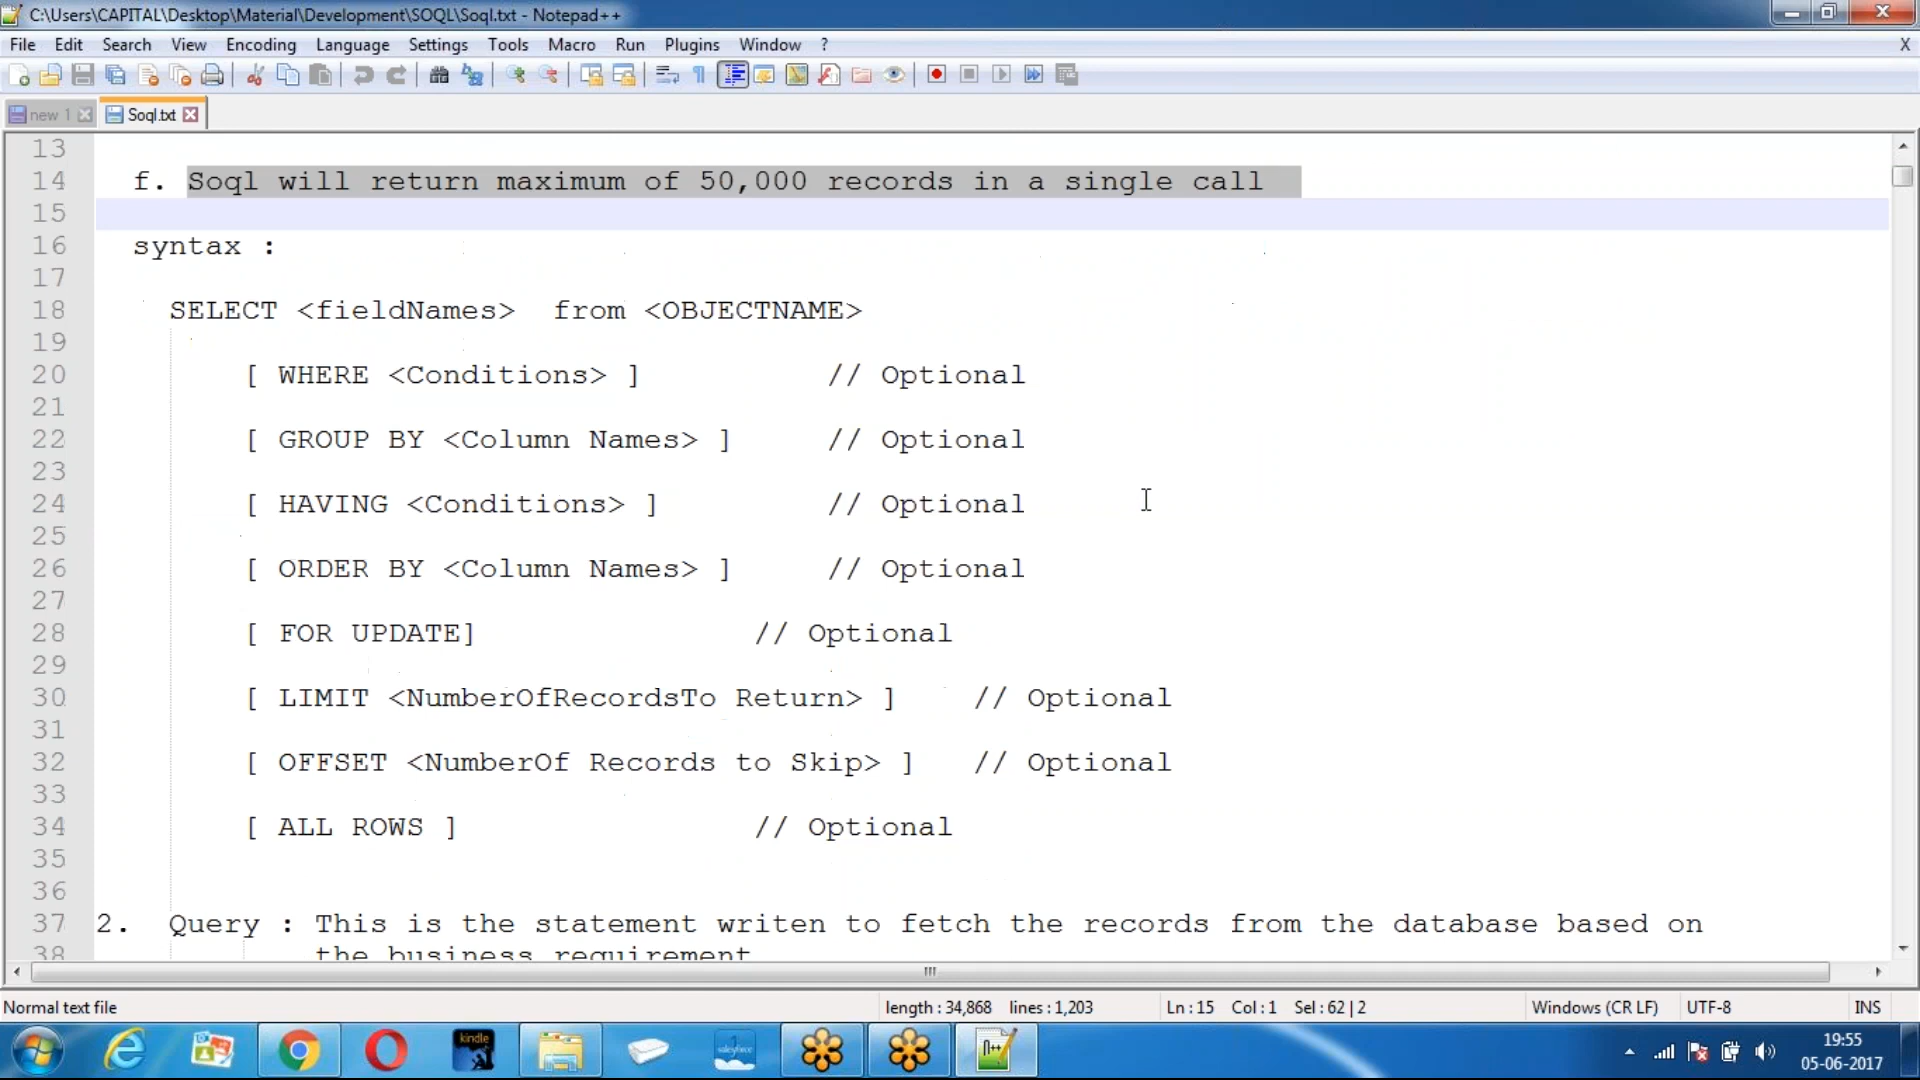 C:\Users\CAPITAL\Desktop\Material\Development\SOQL\Soql.txt - Notepad++
File Edit Search View Encoding Language Settings Tools Macro Run Plugins Window ? X
new 1 Soql.txt
13
14 f. Soql will return maximum of 50,000 records in a single call
15
16 syntax :
17
18 SELECT <fieldNames> from <OBJECTNAME>
19
20 [ WHERE <Conditions> ] // Optional
21
22 [ GROUP BY <Column Names> ] // Optional
23
24 [ HAVING <Conditions> ] // Optional
25
26 [ ORDER BY <Column Names> ] // Optional
27
28 [ FOR UPDATE] // Optional
29
30 [ LIMIT <NumberOfRecordsTo Return> ] // Optional
31
32 [ OFFSET <NumberOf Records to Skip> ] // Optional
33
34 [ ALL ROWS ] // Optional
35
36
37 2. Query : This is the statement writen to fetch the records from the database based on
38 the business requirement
Normal text file length : 34,868 lines : 1,203 Ln : 15 Col : 1 Sel : 62 | 2 Windows (CR LF) UTF-8 INS
kindle
salesforce
19:55
05-06-2017